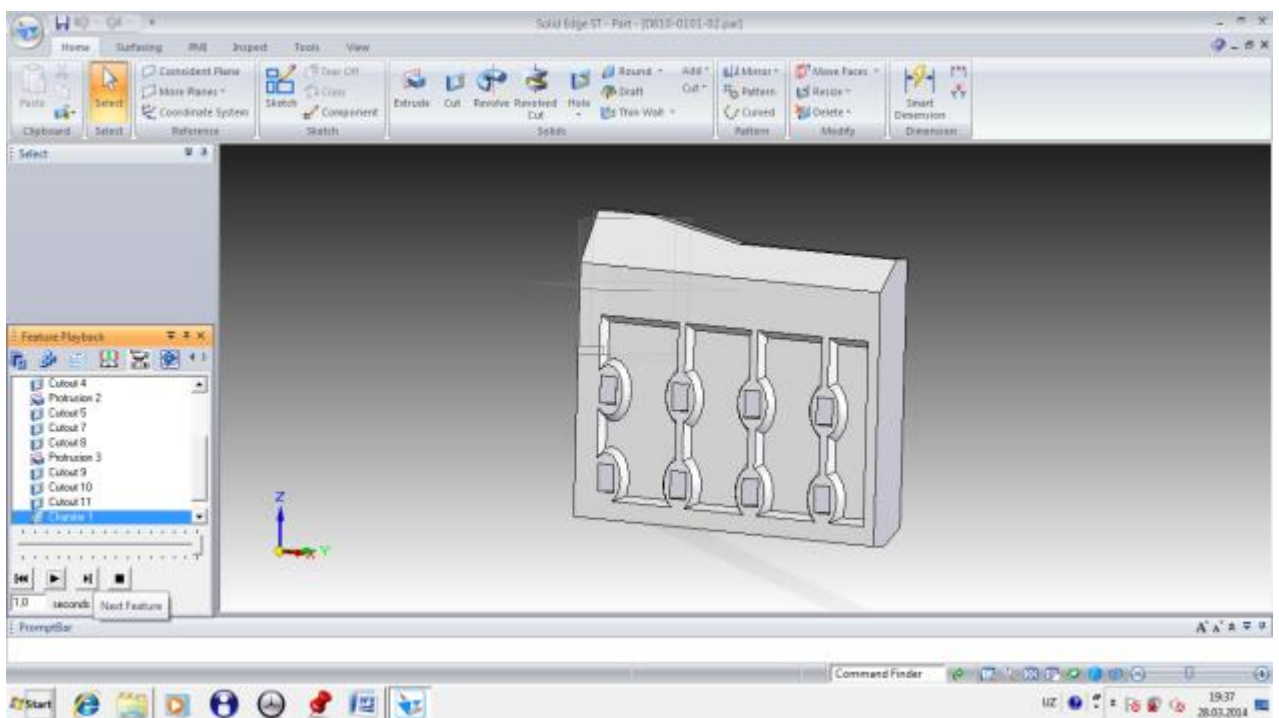 Solid Edge ST - Part - [D610-0101-02.par]
Home Surfacing PMI Inspect Tools View
Coincident Plane Tear Off Round Add Mirror Move Faces
More Planes Copy Draft Cut Pattern Resize
Coordinate System Component Thin Wall Curved Delete
Paste Select Sketch Extrude Cut Revolve Revolved Cut Hole Smart Dimension
Clipboard Select Reference Sketch Solids Pattern Modify Dimension
Select
Feature Playback
Cutout 4
Protrusion 2
Cutout 5
Cutout 7
Cutout 8
Protrusion 3
Cutout 9
Cutout 10
Cutout 11
Chamfer 1
Z
Y
1,0 seconds Next Feature
PromptBar
Command Finder
Start UZ 19:37
28.03.2014